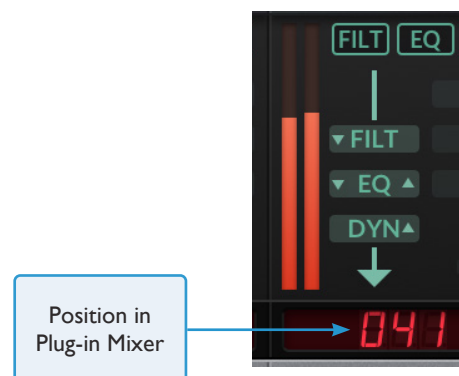 FILT EQ
▼ FILT
▼ EQ ▲
DYN▲
Position in
Plug-in Mixer
041